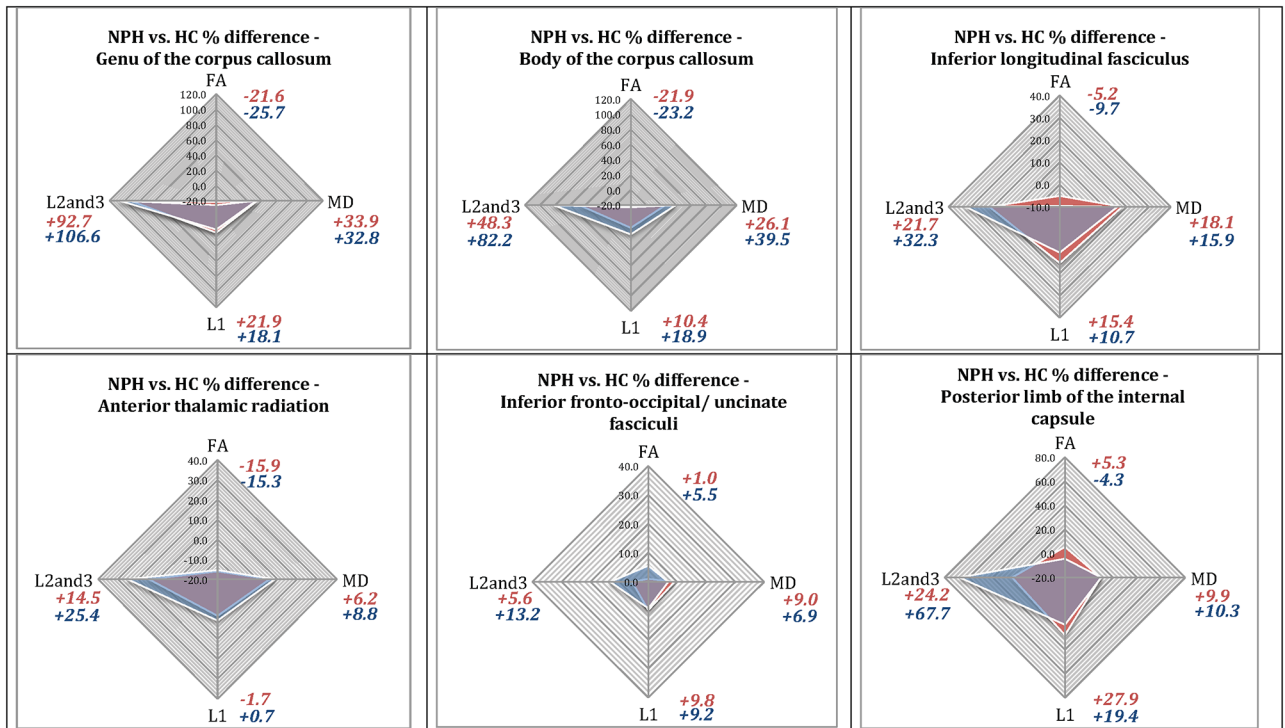 NPH vs. HC % difference -
Genu of the corpus callosum
FA
-21.6
-25.7
120.0
100.0
80.0
60.0
40.0
20.0
0.0
-20.0
L2and3
+92.7
+106.6
MD
+33.9
+32.8
L1
+21.9
+18.1
NPH vs. HC % difference -
Body of the corpus callosum
FA
-21.9
-23.2
120.0
100.0
80.0
60.0
40.0
20.0
0.0
-20.0
L2and3
+48.3
+82.2
MD
+26.1
+39.5
L1
+10.4
+18.9
NPH vs. HC % difference -
Inferior longitudinal fasciculus
FA
-5.2
-9.7
40.0
30.0
20.0
10.0
0.0
-10.0
L2and3
+21.7
+32.3
MD
+18.1
+15.9
L1
+15.4
+10.7
NPH vs. HC % difference -
Anterior thalamic radiation
FA
-15.9
-15.3
40.0
30.0
20.0
10.0
0.0
-10.0
-20.0
L2and3
+14.5
+25.4
MD
+6.2
+8.8
L1
-1.7
+0.7
NPH vs. HC % difference -
Inferior fronto-occipital/ uncinate
fasciculi
FA
+1.0
+5.5
40.0
30.0
20.0
10.0
0.0
L2and3
+5.6
+13.2
MD
+9.0
+6.9
L1
+9.8
+9.2
NPH vs. HC % difference -
Posterior limb of the internal
capsule
FA
+5.3
-4.3
80.0
60.0
40.0
20.0
0.0
-20.0
L2and3
+24.2
+67.7
MD
+9.9
+10.3
L1
+27.9
+19.4